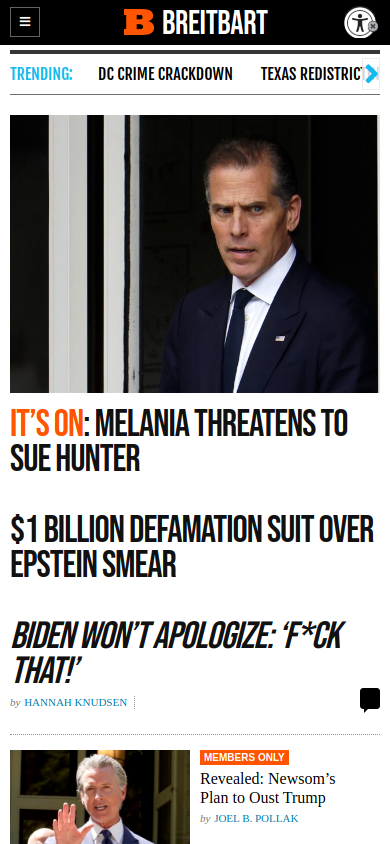 BREITBART
TRENDING: DC CRIME CRACKDOWN TEXAS REDISTRICT
IT'S ON: MELANIA THREATENS TO
SUE HUNTER
$1 BILLION DEFAMATION SUIT OVER
EPSTEIN SMEAR
BIDEN WON'T APOLOGIZE: ‘F*CK
THAT!’
by HANNAH KNUDSEN
MEMBERS ONLY
Revealed: Newsom’s
Plan to Oust Trump
by JOEL B. POLLAK